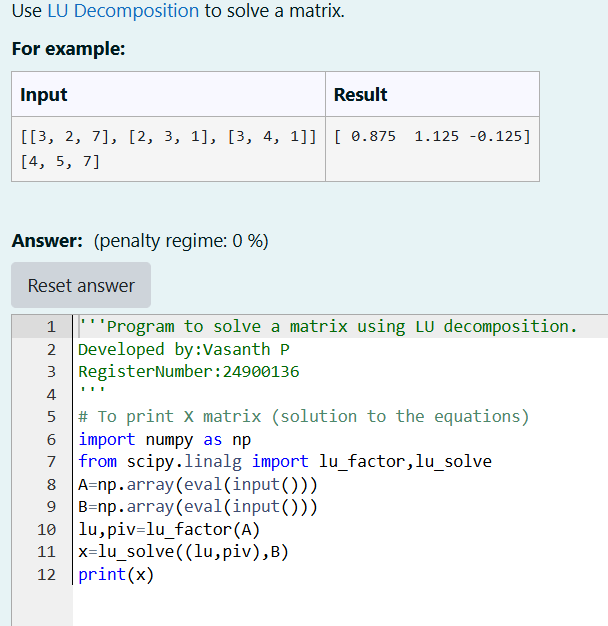 Use LU Decomposition to solve a matrix.
For example:
Input Result
[[3, 2, 7], [2, 3, 1], [3, 4, 1]] [ 0.875  1.125 -0.125]
[4, 5, 7]
Answer: (penalty regime: 0 %)
Reset answer
1 '''Program to solve a matrix using LU decomposition.
2 Developed by:Vasanth P
3 RegisterNumber:24900136
4 '''
5 # To print X matrix (solution to the equations)
6 import numpy as np
7 from scipy.linalg import lu_factor,lu_solve
8 A=np.array(eval(input()))
9 B=np.array(eval(input()))
10 lu,piv=lu_factor(A)
11 x=lu_solve((lu,piv),B)
12 print(x)